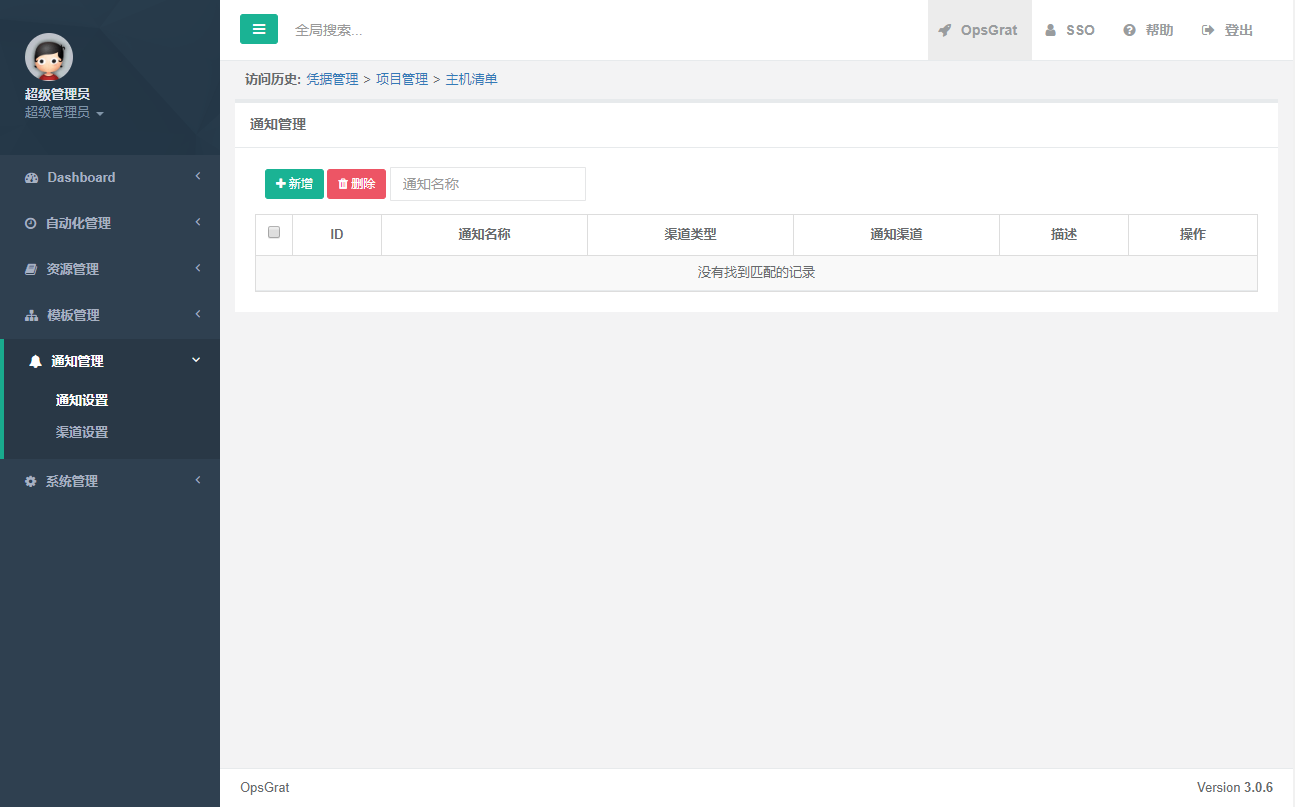 超级管理员
超级管理员
Dashboard
自动化管理
资源管理
模板管理
通知管理
通知设置
渠道设置
系统管理
全局搜索...
OpsGrat SSO 帮助 登出
访问历史: 凭据管理 > 项目管理 > 主机清单
通知管理
新增 删除 通知名称
ID 通知名称 渠道类型 通知渠道 描述 操作
没有找到匹配的记录
OpsGrat Version 3.0.6